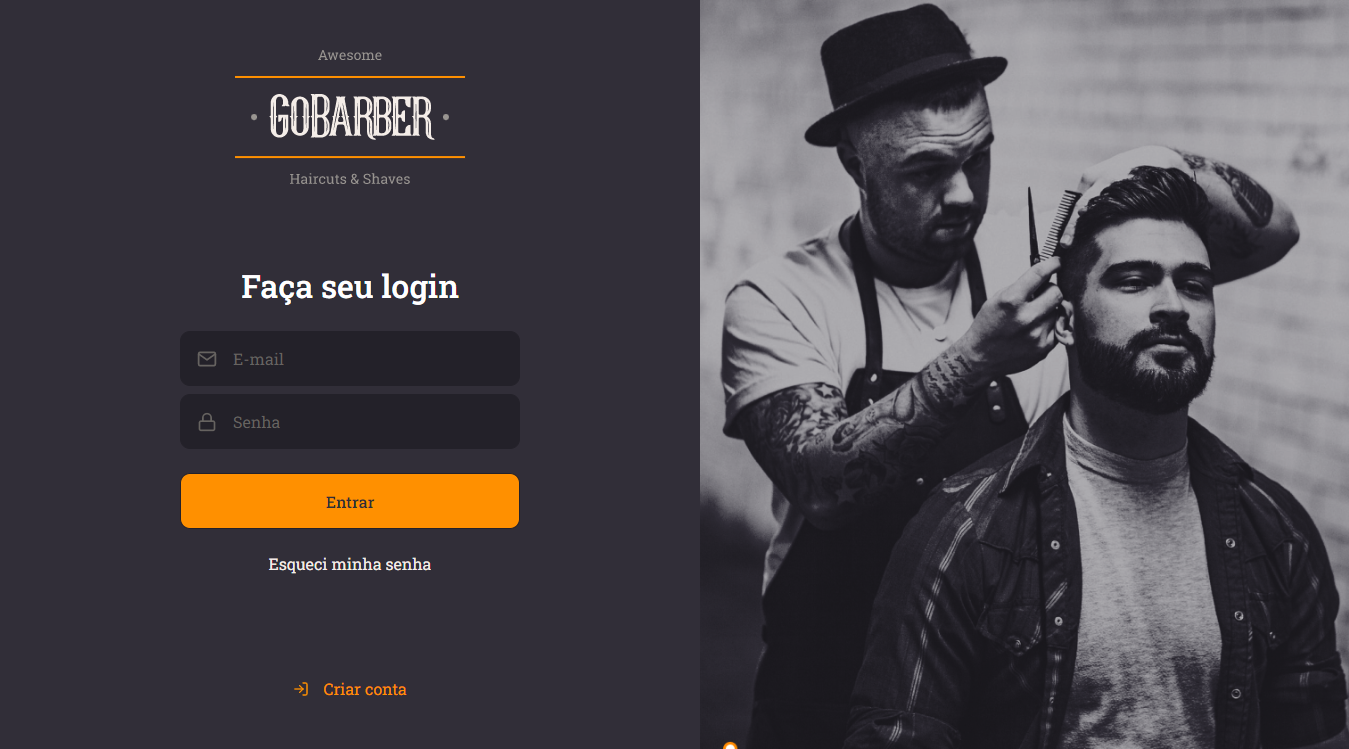 Awesome
GOBARBER
Haircuts & Shaves
Faça seu login
E-mail
Senha
Entrar
Esqueci minha senha
Criar conta